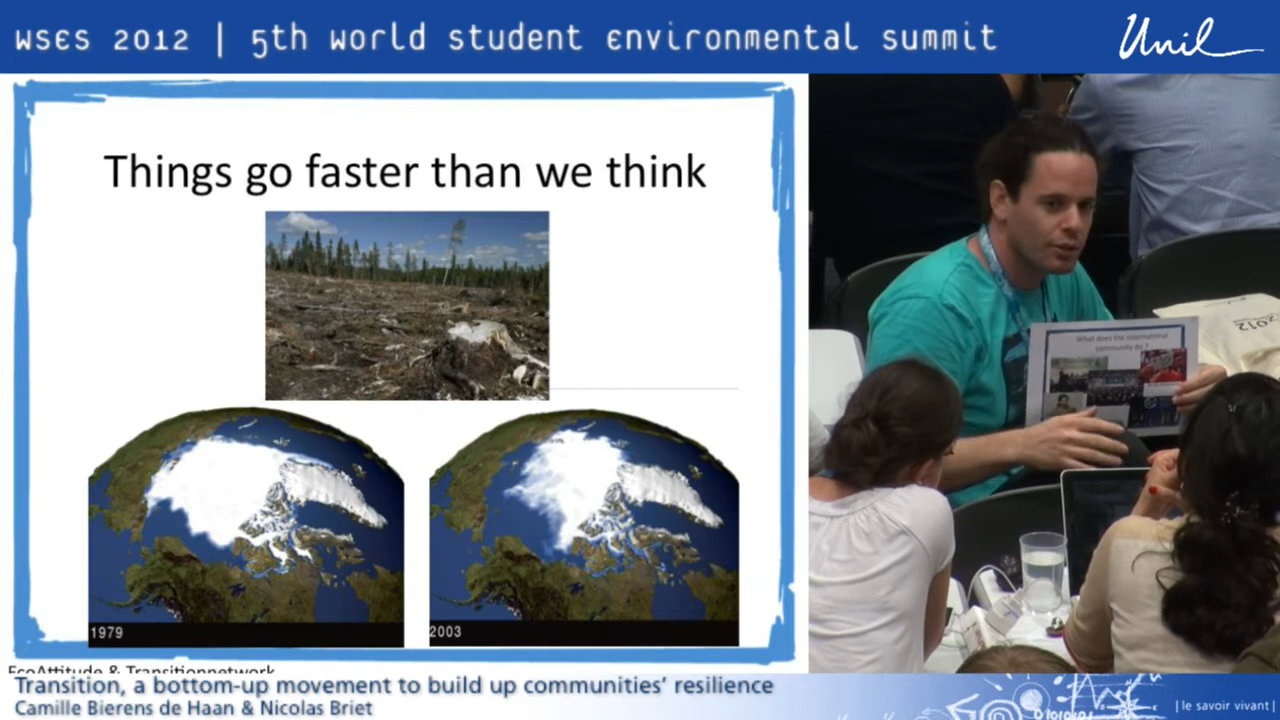 WSES 2012 | 5th world student environmental summit
Unil
Things go faster than we think
1979
2003
EcoAttitude & Transitionnetwork
What does the international
community do ?
2012
Transition, a bottom-up movement to build up communities' resilience
Camille Bierens de Haan & Nicolas Briet
| le savoir vivant |